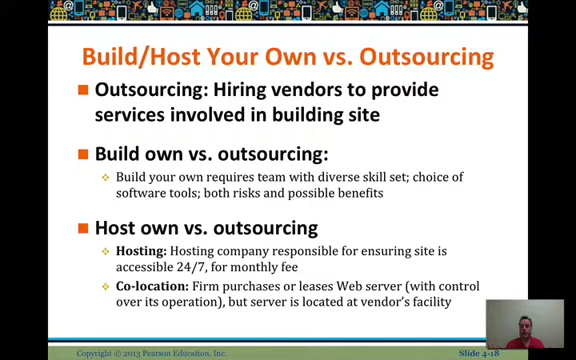 Build/Host Your Own vs. Outsourcing
Outsourcing: Hiring vendors to provide
services involved in building site
Build own vs. outsourcing:
Build your own requires team with diverse skill set; choice of
software tools; both risks and possible benefits
Host own vs. outsourcing
Hosting: Hosting company responsible for ensuring site is
accessible 24/7, for monthly fee
Co-location: Firm purchases or leases Web server (with control
over its operation), but server is located at vendor's facility
Copyright © 2013 Pearson Education, Inc.
Slide 4-18